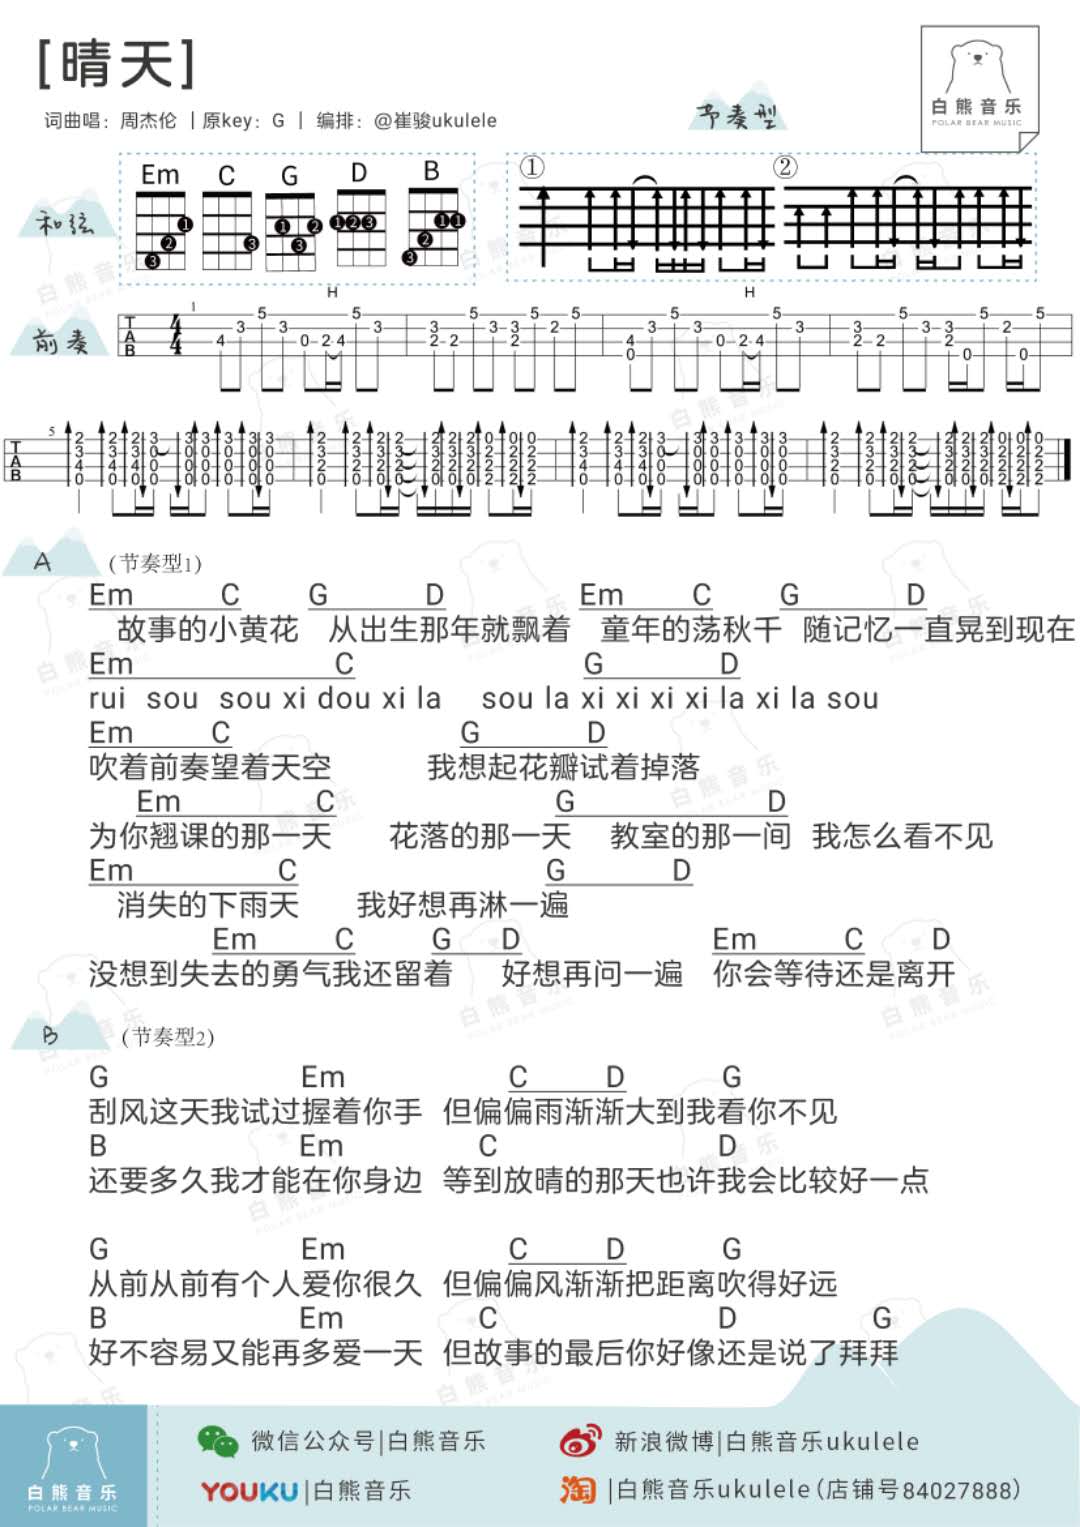 [晴天]
词曲唱：周杰伦 | 原key：G | 编排：@崔骏ukulele
白熊音乐
POLAR BEAR MUSIC
节奏型
和弦
Em C G D B
① ②
前奏
H H
1
5
A (节奏型1)
Em C G D Em C G D
故事的小黄花 从出生那年就飘着 童年的荡秋千 随记忆一直晃到现在
Em C G D
rui sou sou xi dou xi la sou la xi xi xi xi la xi la sou
Em C G D
吹着前奏望着天空 我想起花瓣试着掉落
Em C G D
为你翘课的那一天 花落的那一天 教室的那一间 我怎么看不见
Em C G D
消失的下雨天 我好想再淋一遍
Em C G D Em C D
没想到失去的勇气我还留着 好想再问一遍 你会等待还是离开
B (节奏型2)
G Em C D G
刮风这天我试过握着你手 但偏偏雨渐渐大到我看你不见
B Em C D
还要多久我才能在你身边 等到放晴的那天也许我会比较好一点
G Em C D G
从前从前有个人爱你很久 但偏偏风渐渐把距离吹得好远
B Em C D G
好不容易又能再多爱一天 但故事的最后你好像还是说了拜拜
白熊音乐
POLAR BEAR MUSIC
微信公众号|白熊音乐
新浪微博|白熊音乐ukulele
YOUKU|白熊音乐
淘|白熊音乐ukulele(店铺号84027888)